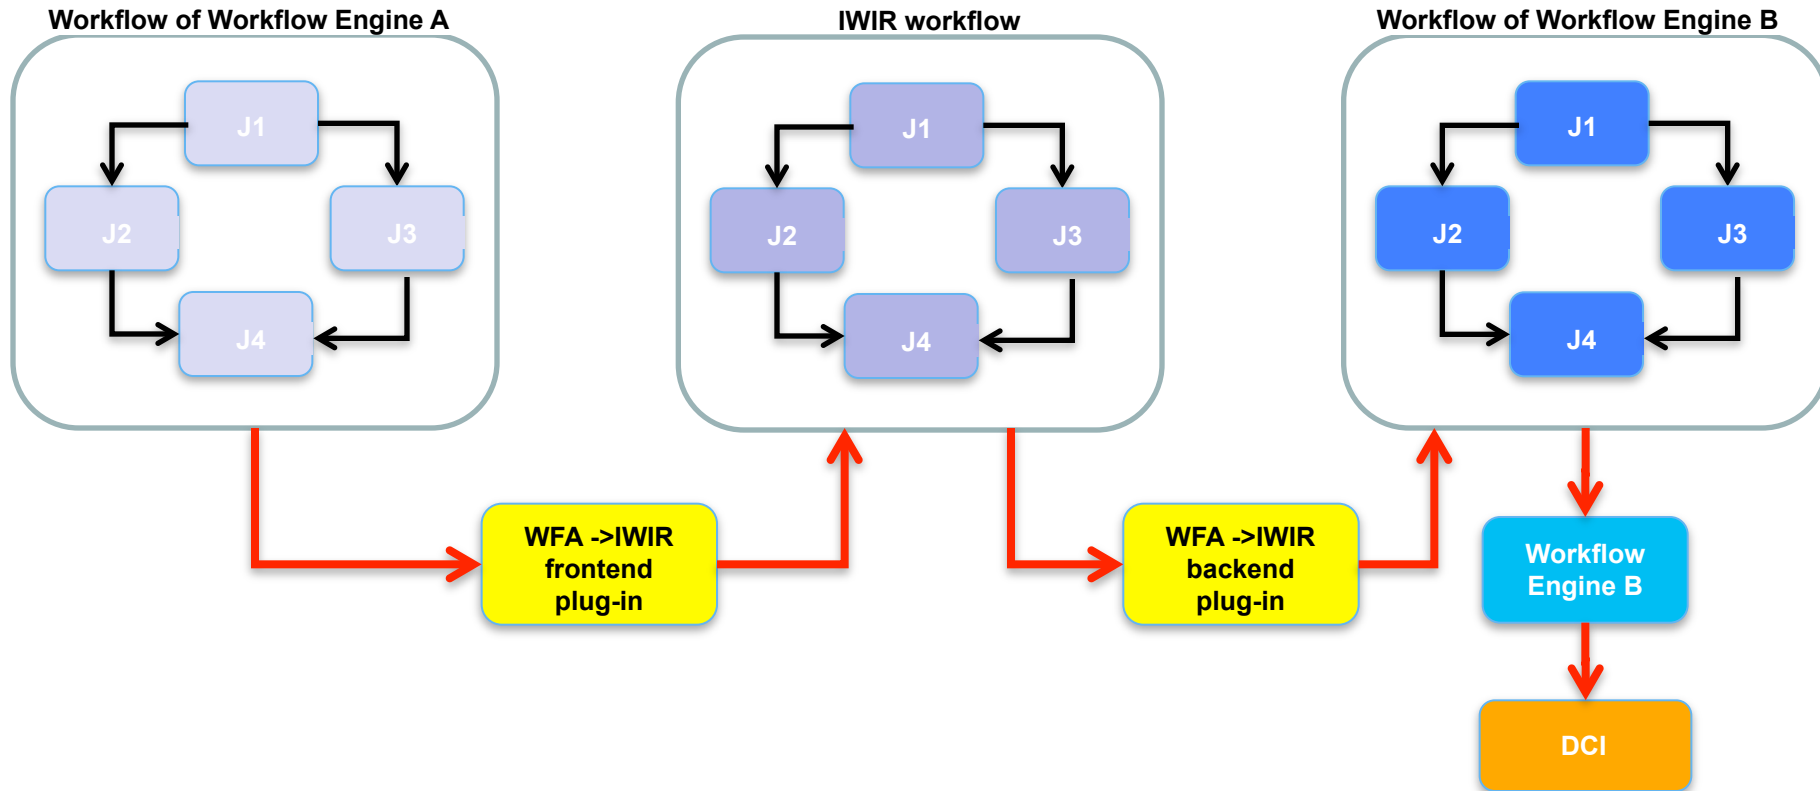 Workflow of Workflow Engine A
IWIR workflow
Workflow of Workflow Engine B
J1
J2
J3
J4
J1
J2
J3
J4
J1
J2
J3
J4
WFA ->IWIR
frontend
plug-in
WFA ->IWIR
backend
plug-in
Workflow
Engine B
DCI